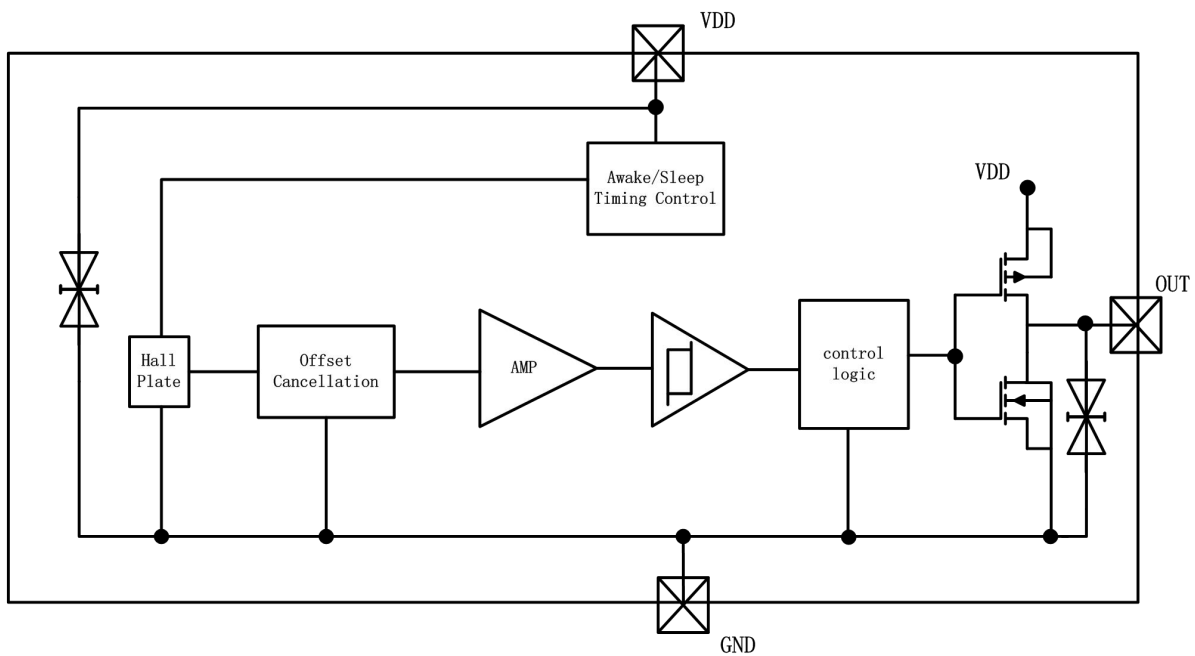 VDD
Awake/Sleep
Timing Control
VDD
OUT
Hall
Plate
Offset
Cancellation
AMP
control
logic
GND